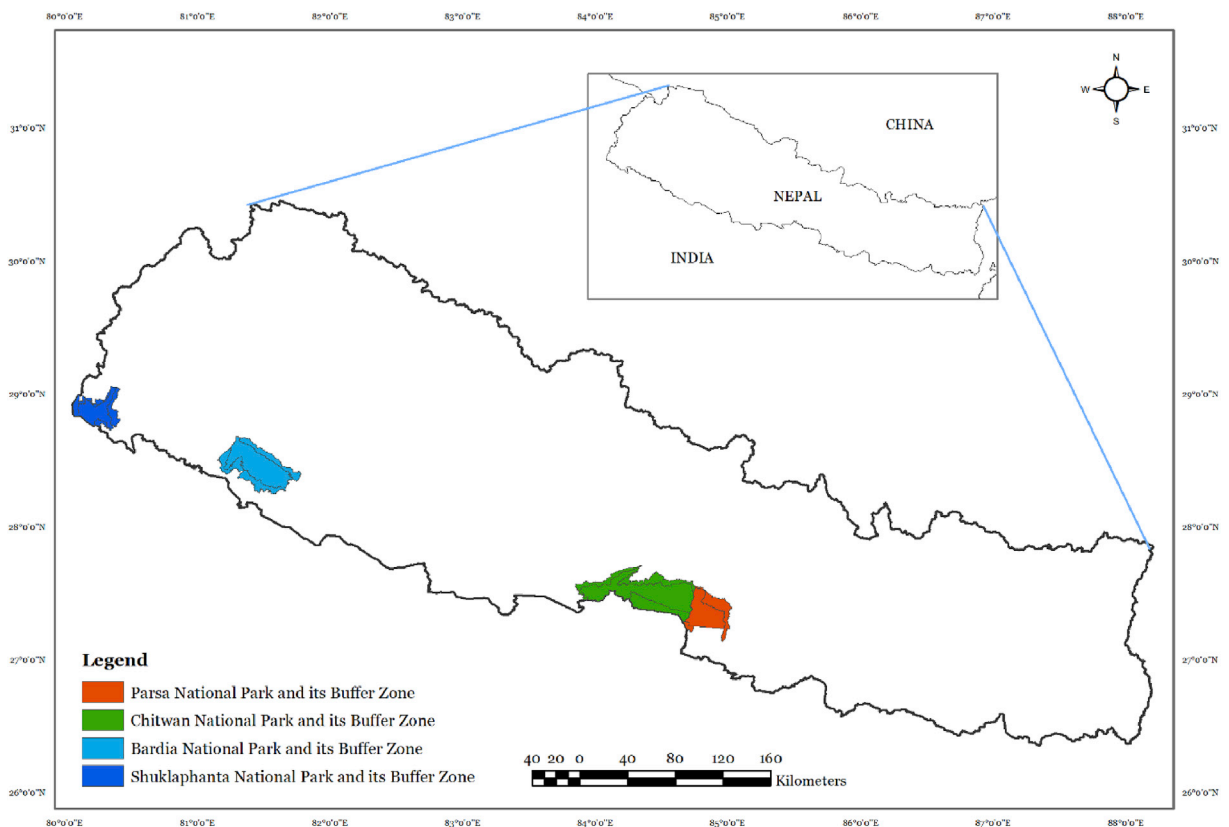 80°0'0"E 81°0'0"E 82°0'0"E 83°0'0"E 84°0'0"E 85°0'0"E 86°0'0"E 87°0'0"E 88°0'0"E
N
W E
S
CHINA
NEPAL
INDIA
31°0'0"N 31°0'0"N
30°0'0"N 30°0'0"N
29°0'0"N 29°0'0"N
28°0'0"N 28°0'0"N
27°0'0"N 27°0'0"N
26°0'0"N 26°0'0"N
Legend
Parsa National Park and its Buffer Zone
Chitwan National Park and its Buffer Zone
Bardia National Park and its Buffer Zone
Shuklaphanta National Park and its Buffer Zone
40 20 0 40 80 120 160
Kilometers
80°0'0"E 81°0'0"E 82°0'0"E 83°0'0"E 84°0'0"E 85°0'0"E 86°0'0"E 87°0'0"E 88°0'0"E